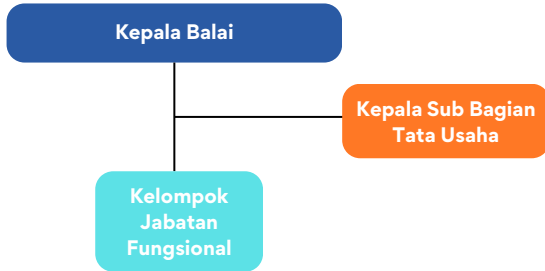 Kepala Balai
Kepala Sub Bagian
Tata Usaha
Kelompok
Jabatan
Fungsional